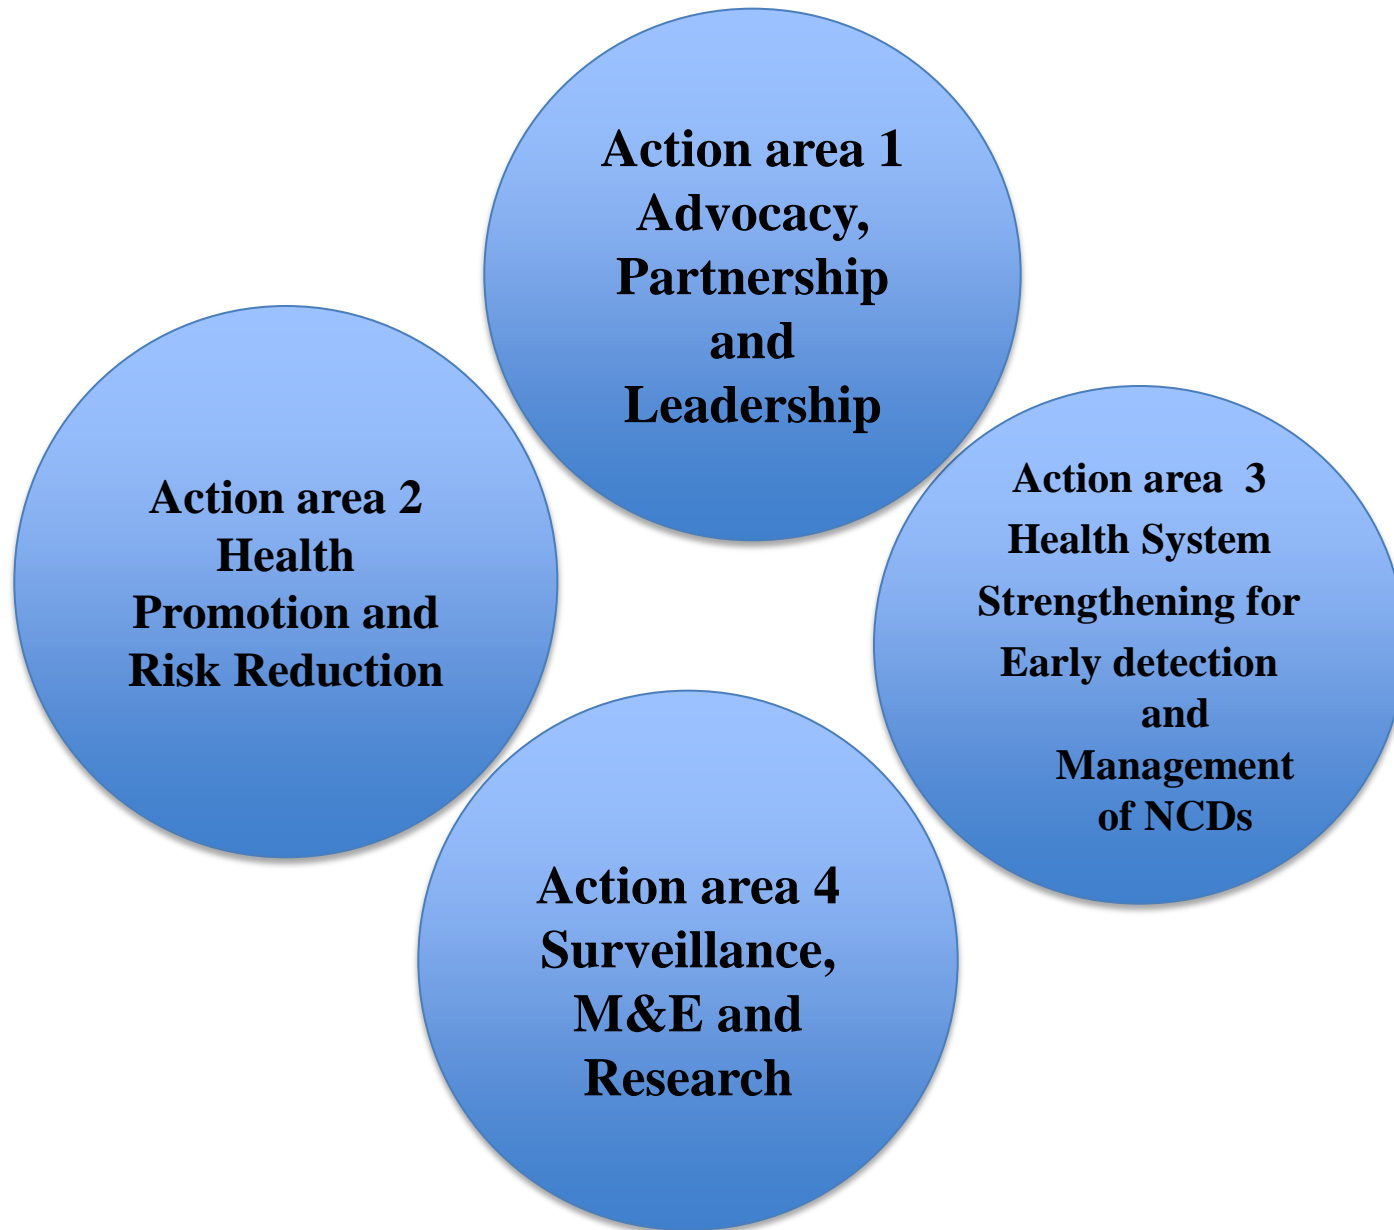 Action area 1
Advocacy,
Partnership
and
Leadership
Action area 2
Health
Promotion and
Risk Reduction
Action area  3
Health System
Strengthening for
Early detection
and
Management
of NCDs
Action area 4
Surveillance,
M&E and
Research